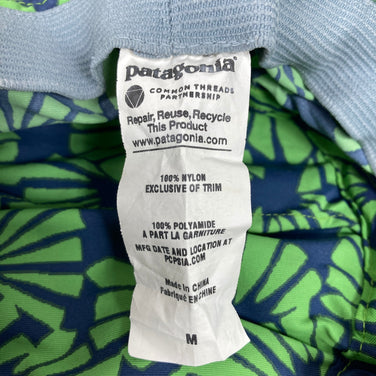 patagonia®
COMMON THREADS
PARTNERSHIP
Repair, Reuse, Recycle
This Product
www.patagonia.com
100% NYLON
EXCLUSIVE OF TRIM
100% POLYAMIDE
A PART LA GARNITURE
MFG DATE AND LOCATION AT
PCPSIA.COM
Made in China
Fabriqué EN CHINE
M